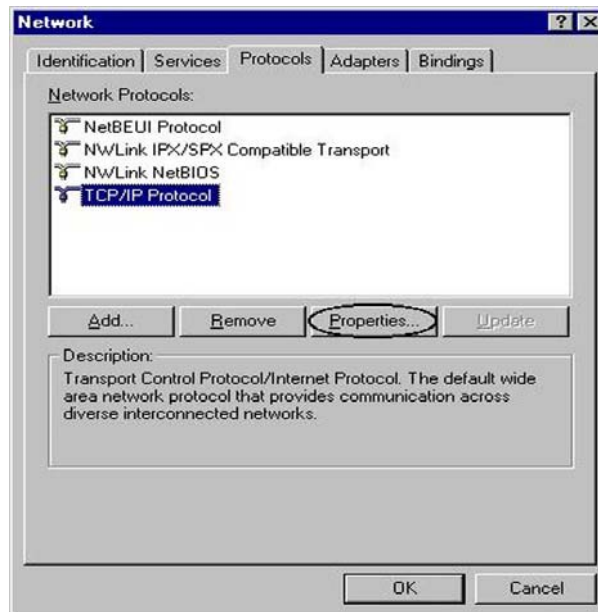 Network
Identification Services Protocols Adapters Bindings
Network Protocols:
NetBEUI Protocol
NWLink IPX/SPX Compatible Transport
NWLink NetBIOS
TCP/IP Protocol
Add... Remove Properties... Update
Description:
Transport Control Protocol/Internet Protocol. The default wide
area network protocol that provides communication across
diverse interconnected networks.
OK Cancel